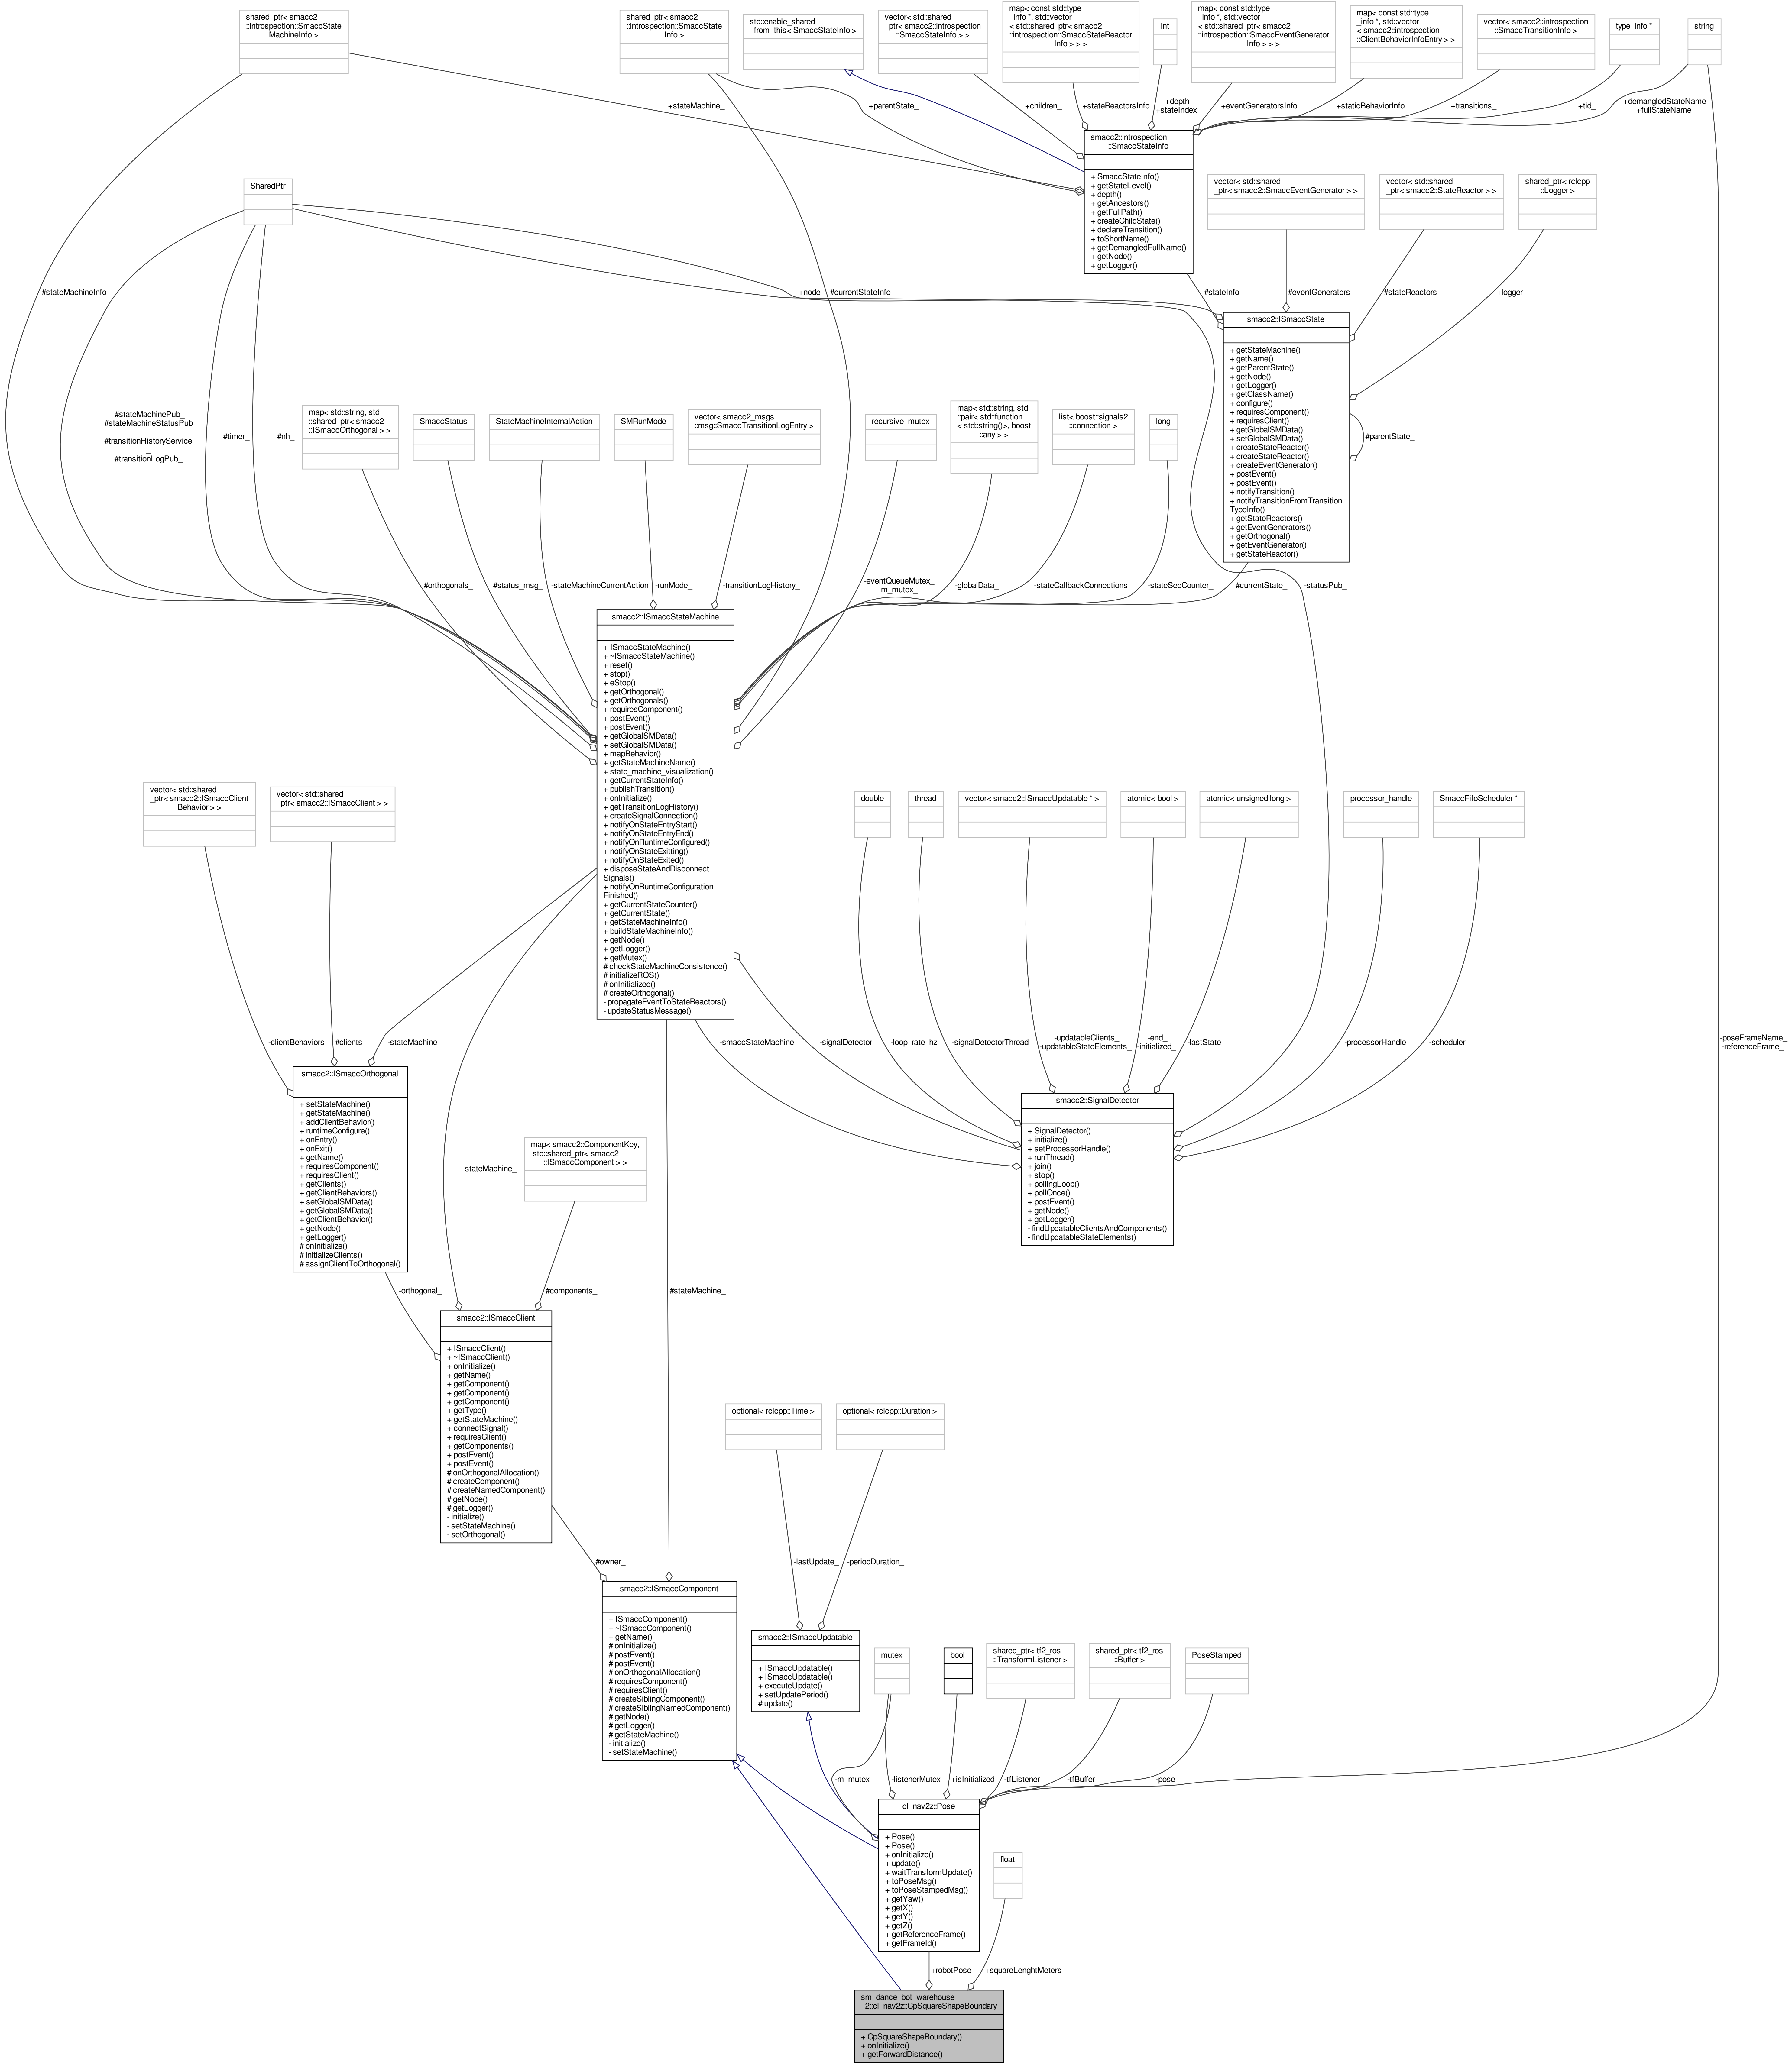 shared_ptr< smacc2
::introspection::SmaccState
MachineInfo >
shared_ptr< smacc2
::introspection::SmaccState
Info >
std::enable_shared
_from_this< SmaccStateInfo >
vector< std::shared
_ptr< smacc2::introspection
::SmaccStateInfo > >
map< const std::type
_info *, std::vector
< std::shared_ptr< smacc2
::introspection::SmaccStateReactor
Info > > >
int
map< const std::type
_info *, std::vector
< std::shared_ptr< smacc2
::introspection::SmaccEventGenerator
Info > > >
map< const std::type
_info *, std::vector
< smacc2::introspection
::ClientBehaviorInfoEntry > >
vector< smacc2::introspection
::SmaccTransitionInfo >
type_info *
string
+stateMachine_
+parentState_
+children_
+stateReactorsInfo
+depth_
+stateIndex_
+eventGeneratorsInfo
+staticBehaviorInfo
+transitions_
+tid_
+demangledStateName
+fullStateName
smacc2::introspection
::SmaccStateInfo
+ SmaccStateInfo()
+ getStateLevel()
+ depth()
+ getAncestors()
+ getFullPath()
+ createChildState()
+ declareTransition()
+ toShortName()
+ getDemangledFullName()
+ getNode()
+ getLogger()
SharedPtr
vector< std::shared
_ptr< smacc2::SmaccEventGenerator > >
vector< std::shared
_ptr< smacc2::StateReactor > >
shared_ptr< rclcpp
::Logger >
#stateMachineInfo_
+node_
#currentStateInfo_
#stateInfo_
#eventGenerators_
#stateReactors_
+logger_
smacc2::ISmaccState
+ getStateMachine()
+ getName()
+ getParentState()
+ getNode()
+ getLogger()
+ getClassName()
+ configure()
+ requiresComponent()
+ requiresClient()
+ getGlobalSMData()
+ setGlobalSMData()
+ createStateReactor()
+ createStateReactor()
+ createEventGenerator()
+ postEvent()
+ postEvent()
+ notifyTransition()
+ notifyTransitionFromTransition
TypeInfo()
+ getStateReactors()
+ getEventGenerators()
+ getOrthogonal()
+ getEventGenerator()
+ getStateReactor()
#parentState_
#stateMachinePub_
#stateMachineStatusPub
_
#transitionHistoryService
_
#transitionLogPub_
#timer_
#nh_
map< std::string, std
::shared_ptr< smacc2
::ISmaccOrthogonal > >
SmaccStatus
StateMachineInternalAction
SMRunMode
vector< smacc2_msgs
::msg::SmaccTransitionLogEntry >
recursive_mutex
map< std::string, std
::pair< std::function
< std::string()>, boost
::any > >
list< boost::signals2
::connection >
long
#orthogonals_
#status_msg_
-stateMachineCurrentAction
-runMode_
-transitionLogHistory_
-eventQueueMutex_
-m_mutex_
-globalData_
-stateCallbackConnections
-stateSeqCounter_
#currentState_
-statusPub_
smacc2::ISmaccStateMachine
+ ISmaccStateMachine()
+ ~ISmaccStateMachine()
+ reset()
+ stop()
+ eStop()
+ getOrthogonal()
+ getOrthogonals()
+ requiresComponent()
+ postEvent()
+ postEvent()
+ getGlobalSMData()
+ setGlobalSMData()
+ mapBehavior()
+ getStateMachineName()
+ state_machine_visualization()
+ getCurrentStateInfo()
+ publishTransition()
+ onInitialize()
+ getTransitionLogHistory()
+ createSignalConnection()
+ notifyOnStateEntryStart()
+ notifyOnStateEntryEnd()
+ notifyOnRuntimeConfigured()
+ notifyOnStateExitting()
+ notifyOnStateExited()
+ disposeStateAndDisconnect
Signals()
+ notifyOnRuntimeConfiguration
Finished()
+ getCurrentStateCounter()
+ getCurrentState()
+ getStateMachineInfo()
+ buildStateMachineInfo()
+ getNode()
+ getLogger()
+ getMutex()
# checkStateMachineConsistence()
# initializeROS()
# onInitialized()
# createOrthogonal()
- propagateEventToStateReactors()
- updateStatusMessage()
vector< std::shared
_ptr< smacc2::ISmaccClient
Behavior > >
vector< std::shared
_ptr< smacc2::ISmaccClient > >
double
thread
vector< smacc2::ISmaccUpdatable * >
atomic< bool >
atomic< unsigned long >
processor_handle
SmaccFifoScheduler *
-clientBehaviors_
#clients_
-stateMachine_
-smaccStateMachine_
-signalDetector_
-loop_rate_hz
-signalDetectorThread_
-updatableClients_
-updatableStateElements_
-end_
-initialized_
-lastState_
-processorHandle_
-scheduler_
-poseFrameName_
-referenceFrame_
smacc2::ISmaccOrthogonal
+ setStateMachine()
+ getStateMachine()
+ addClientBehavior()
+ runtimeConfigure()
+ onEntry()
+ onExit()
+ getName()
+ requiresComponent()
+ requiresClient()
+ getClients()
+ getClientBehaviors()
+ setGlobalSMData()
+ getGlobalSMData()
+ getClientBehavior()
+ getNode()
+ getLogger()
# onInitialize()
# initializeClients()
# assignClientToOrthogonal()
smacc2::SignalDetector
+ SignalDetector()
+ initialize()
+ setProcessorHandle()
+ runThread()
+ join()
+ stop()
+ pollingLoop()
+ pollOnce()
+ postEvent()
+ getNode()
+ getLogger()
- findUpdatableClientsAndComponents()
- findUpdatableStateElements()
-stateMachine_
map< smacc2::ComponentKey,
std::shared_ptr< smacc2
::ISmaccComponent > >
-orthogonal_
#components_
#stateMachine_
smacc2::ISmaccClient
+ ISmaccClient()
+ ~ISmaccClient()
+ onInitialize()
+ getName()
+ getComponent()
+ getComponent()
+ getComponent()
+ getType()
+ getStateMachine()
+ connectSignal()
+ requiresClient()
+ getComponents()
+ postEvent()
+ postEvent()
# onOrthogonalAllocation()
# createComponent()
# createNamedComponent()
# getNode()
# getLogger()
- initialize()
- setStateMachine()
- setOrthogonal()
optional< rclcpp::Time >
optional< rclcpp::Duration >
#owner_
-lastUpdate_
-periodDuration_
smacc2::ISmaccComponent
+ ISmaccComponent()
+ ~ISmaccComponent()
+ getName()
# onInitialize()
# postEvent()
# postEvent()
# onOrthogonalAllocation()
# requiresComponent()
# requiresClient()
# createSiblingComponent()
# createSiblingNamedComponent()
# getNode()
# getLogger()
# getStateMachine()
- initialize()
- setStateMachine()
smacc2::ISmaccUpdatable
+ ISmaccUpdatable()
+ ISmaccUpdatable()
+ executeUpdate()
+ setUpdatePeriod()
# update()
mutex
bool
shared_ptr< tf2_ros
::TransformListener >
shared_ptr< tf2_ros
::Buffer >
PoseStamped
-m_mutex_
-listenerMutex_
+isInitialized
-tfListener_
-tfBuffer_
-pose_
cl_nav2z::Pose
+ Pose()
+ Pose()
+ onInitialize()
+ update()
+ waitTransformUpdate()
+ toPoseMsg()
+ toPoseStampedMsg()
+ getYaw()
+ getX()
+ getY()
+ getZ()
+ getReferenceFrame()
+ getFrameId()
float
+robotPose_
+squareLenghtMeters_
sm_dance_bot_warehouse
_2::cl_nav2z::CpSquareShapeBoundary
+ CpSquareShapeBoundary()
+ onInitialize()
+ getForwardDistance()